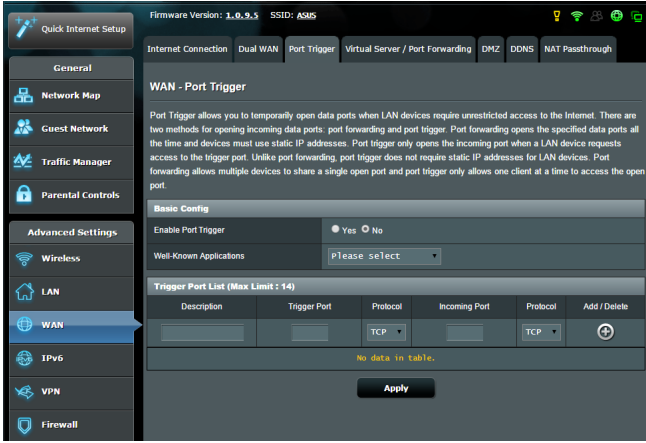 Firmware Version: 1.0.9.5 SSID: ASUS
Quick Internet Setup
General
Network Map
Guest Network
Traffic Manager
Parental Controls
Advanced Settings
Wireless
LAN
WAN
IPv6
VPN
Firewall
Internet Connection Dual WAN Port Trigger Virtual Server / Port Forwarding DMZ DDNS NAT Passthrough
WAN - Port Trigger
Port Trigger allows you to temporarily open data ports when LAN devices require unrestricted access to the Internet. There are
two methods for opening incoming data ports: port forwarding and port trigger. Port forwarding opens the specified data ports all
the time and devices must use static IP addresses. Port trigger only opens the incoming port when a LAN device requests
access to the trigger port. Unlike port forwarding, port trigger does not require static IP addresses for LAN devices. Port
forwarding allows multiple devices to share a single open port and port trigger only allows one client at a time to access the open
port.
Basic Config
Enable Port Trigger Yes No
Well-Known Applications Please select
Trigger Port List (Max Limit : 14)
Description Trigger Port Protocol Incoming Port Protocol Add / Delete
TCP TCP
No data in table.
Apply